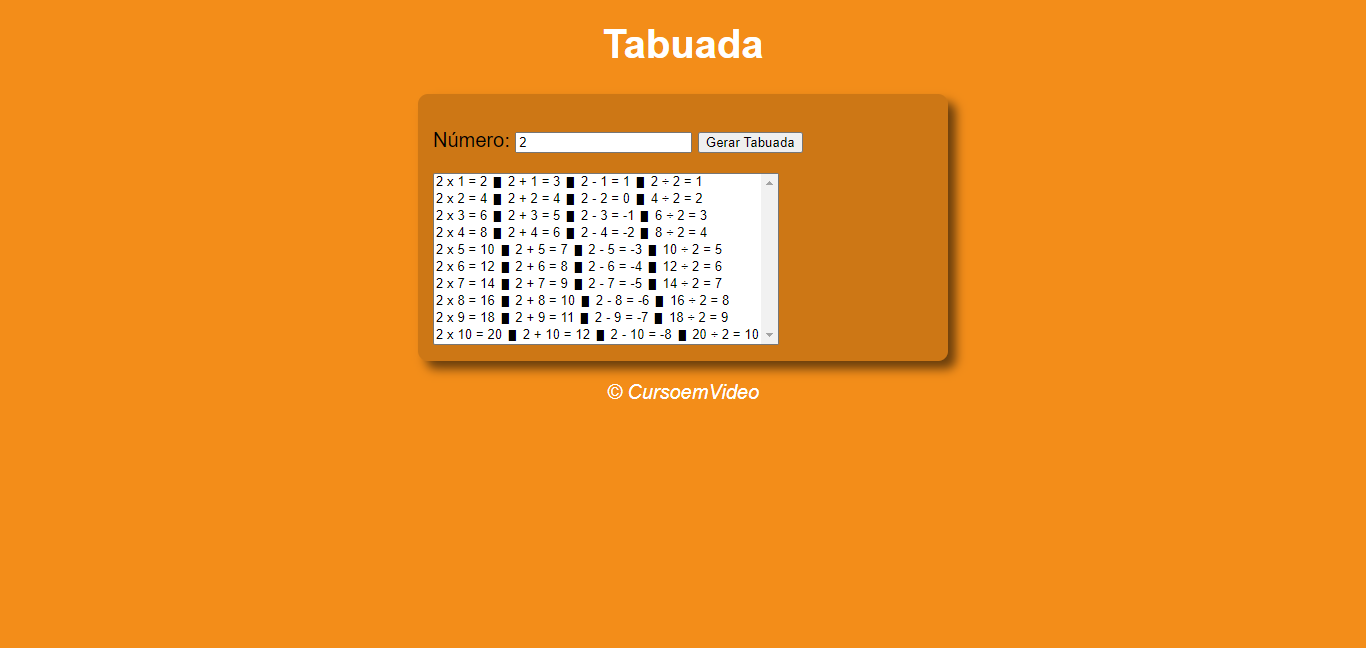 Tabuada
Número: 2 Gerar Tabuada
2 x 1 = 2 █ 2 + 1 = 3 █ 2 - 1 = 1 █ 2 ÷ 2 = 1
2 x 2 = 4 █ 2 + 2 = 4 █ 2 - 2 = 0 █ 4 ÷ 2 = 2
2 x 3 = 6 █ 2 + 3 = 5 █ 2 - 3 = -1 █ 6 ÷ 2 = 3
2 x 4 = 8 █ 2 + 4 = 6 █ 2 - 4 = -2 █ 8 ÷ 2 = 4
2 x 5 = 10 █ 2 + 5 = 7 █ 2 - 5 = -3 █ 10 ÷ 2 = 5
2 x 6 = 12 █ 2 + 6 = 8 █ 2 - 6 = -4 █ 12 ÷ 2 = 6
2 x 7 = 14 █ 2 + 7 = 9 █ 2 - 7 = -5 █ 14 ÷ 2 = 7
2 x 8 = 16 █ 2 + 8 = 10 █ 2 - 8 = -6 █ 16 ÷ 2 = 8
2 x 9 = 18 █ 2 + 9 = 11 █ 2 - 9 = -7 █ 18 ÷ 2 = 9
2 x 10 = 20 █ 2 + 10 = 12 █ 2 - 10 = -8 █ 20 ÷ 2 = 10
© CursoemVideo